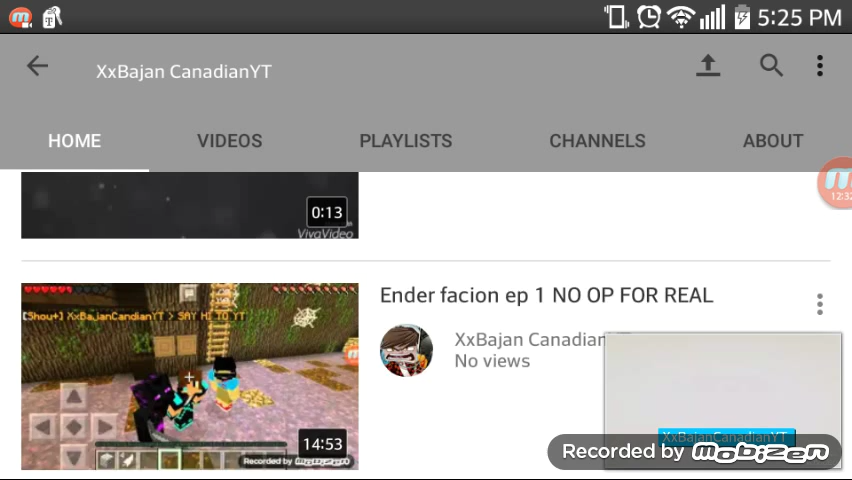 5:25 PM
XxBajan CanadianYT
HOME VIDEOS PLAYLISTS CHANNELS ABOUT
12:32
0:13
VivaVideo
Ender facion ep 1 NO OP FOR REAL
[Shout] XxBajanCandianYT > SAY HI TO YT
XxBajan Canadian
No views
14:53
Recorded by mobizen
XxBajanCanadianYT
Recorded by mobizen